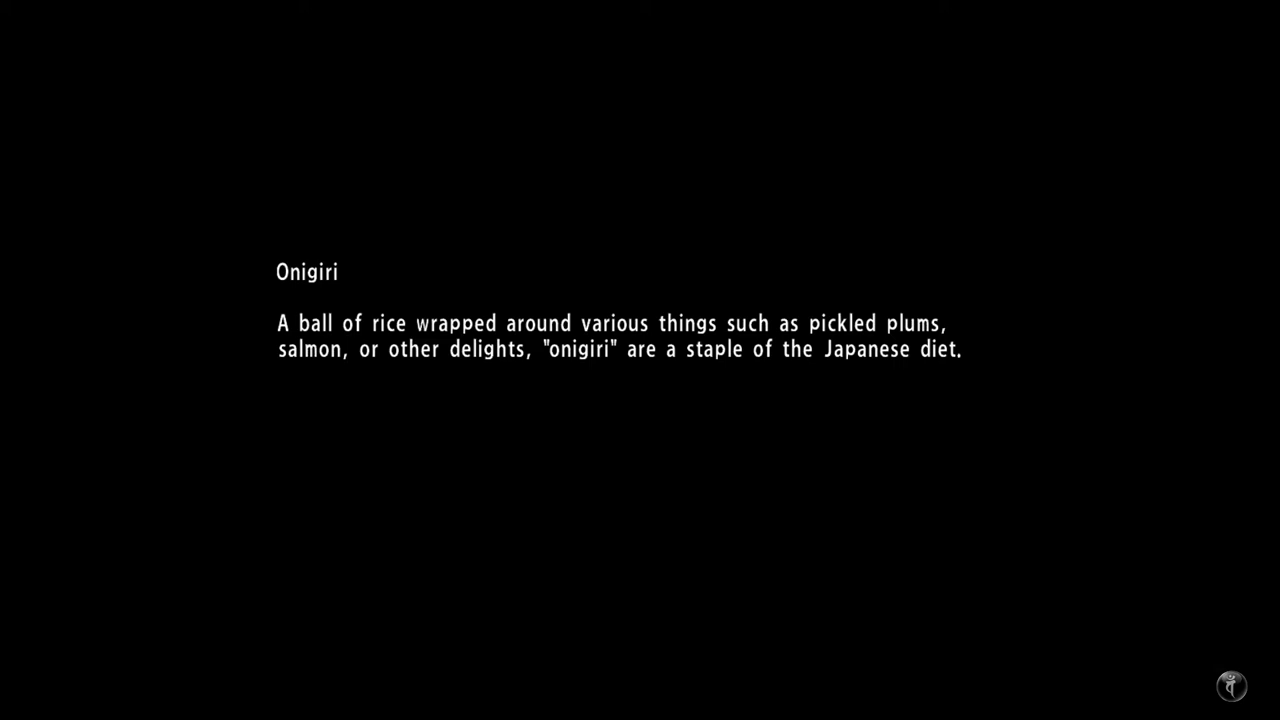 Onigiri
A ball of rice wrapped around various things such as pickled plums,
salmon, or other delights, "onigiri" are a staple of the Japanese diet.